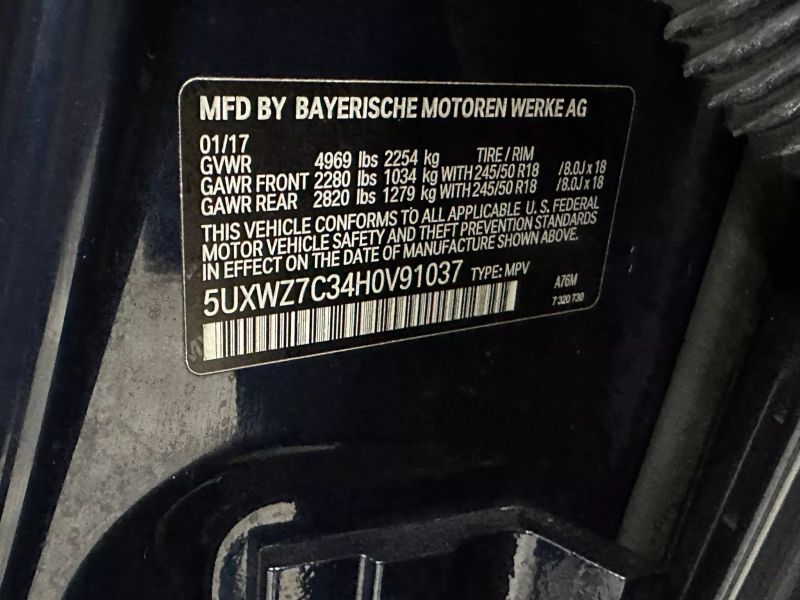 MFD BY BAYERISCHE MOTOREN WERKE AG
01/17
GVWR 4969 lbs 2254 kg TIRE / RIM
GAWR FRONT 2280 lbs 1034 kg WITH 245/50 R18 /8.0J x 18
GAWR REAR 2820 lbs 1279 kg WITH 245/50 R18 /8.0J x 18
THIS VEHICLE CONFORMS TO ALL APPLICABLE U. S. FEDERAL
MOTOR VEHICLE SAFETY AND THEFT PREVENTION STANDARDS
IN EFFECT ON THE DATE OF MANUFACTURE SHOWN ABOVE.
5UXWZ7C34H0V91037 TYPE: MPV
A76M
7 320 730